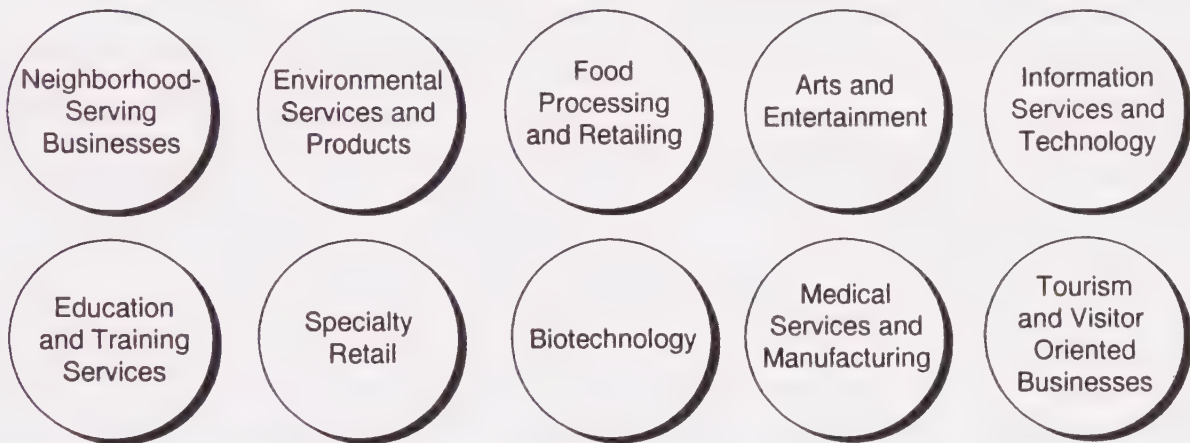 Neighborhood-
Serving
Businesses
Environmental
Services and
Products
Food
Processing
and Retailing
Arts and
Entertainment
Information
Services and
Technology
Education
and Training
Services
Specialty
Retail
Biotechnology
Medical
Services and
Manufacturing
Tourism
and Visitor
Oriented
Businesses